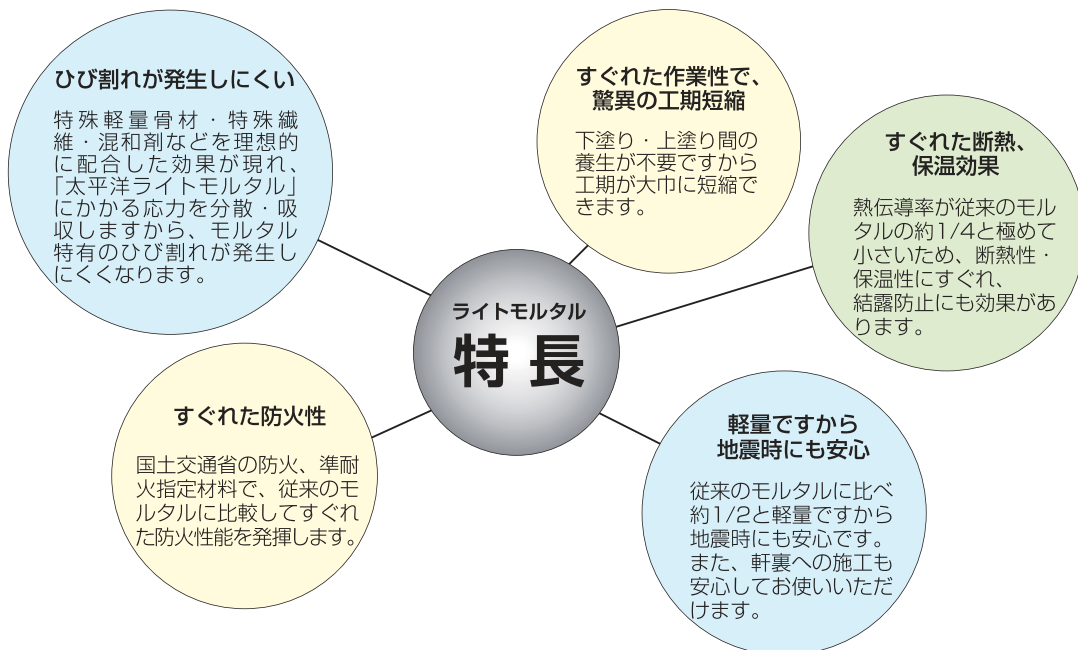 ひび割れが発生しにくい
特殊軽量骨材・特殊繊
維・混和剤などを理想的
に配合した効果が現れ、
「太平洋ライトモルタル」
にかかる応力を分散・吸
収しますから、モルタル
特有のひび割れが発生し
にくくなります。
すぐれた作業性で、
驚異の工期短縮
下塗り・上塗り間の
養生が不要ですから
工期が大巾に短縮で
きます。
すぐれた断熱、
保温効果
熱伝導率が従来のモル
タルの約1/4と極めて
小さいため、断熱性・
保温性にすぐれ、
結露防止にも効果があ
ります。
ライトモルタル
特長
すぐれた防火性
国土交通省の防火、準耐
火指定材料で、従来のモ
ルタルに比較してすぐれ
た防火性能を発揮します。
軽量ですから
地震時にも安心
従来のモルタルに比べ
約1/2と軽量ですから
地震時にも安心です。
また、軒裏への施工も
安心してお使いいただ
けます。